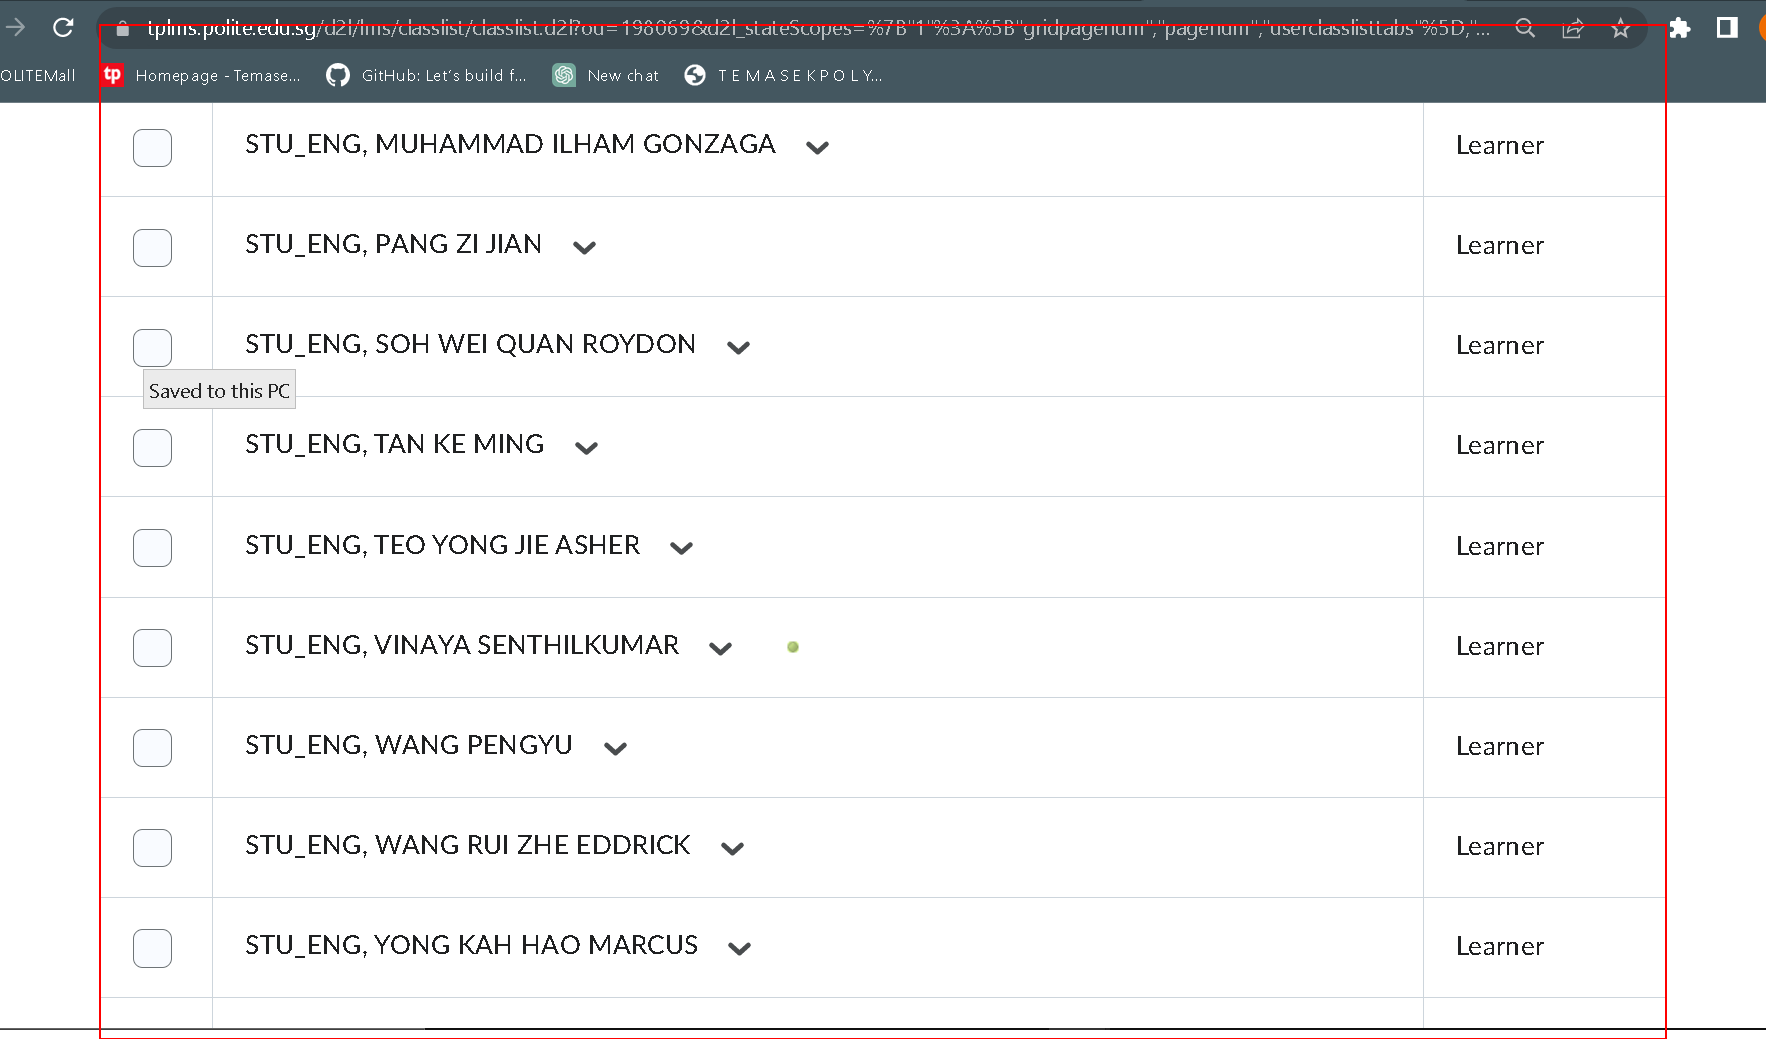 tplms.polite.edu.sg/d2l/lms/classlist/classlist.d2l?ou=198069&d2l_stateScopes=%7B"1"%3A%5B"gridpagenum","pagenum","userclasslisttabs"%5D,"...
OLITEMall tp Homepage - Temase... GitHub: Let's build f... New chat T E M A S E K P O L Y...
STU_ENG, MUHAMMAD ILHAM GONZAGA Learner
STU_ENG, PANG ZI JIAN Learner
STU_ENG, SOH WEI QUAN ROYDON Learner
Saved to this PC
STU_ENG, TAN KE MING Learner
STU_ENG, TEO YONG JIE ASHER Learner
STU_ENG, VINAYA SENTHILKUMAR Learner
STU_ENG, WANG PENGYU Learner
STU_ENG, WANG RUI ZHE EDDRICK Learner
STU_ENG, YONG KAH HAO MARCUS Learner